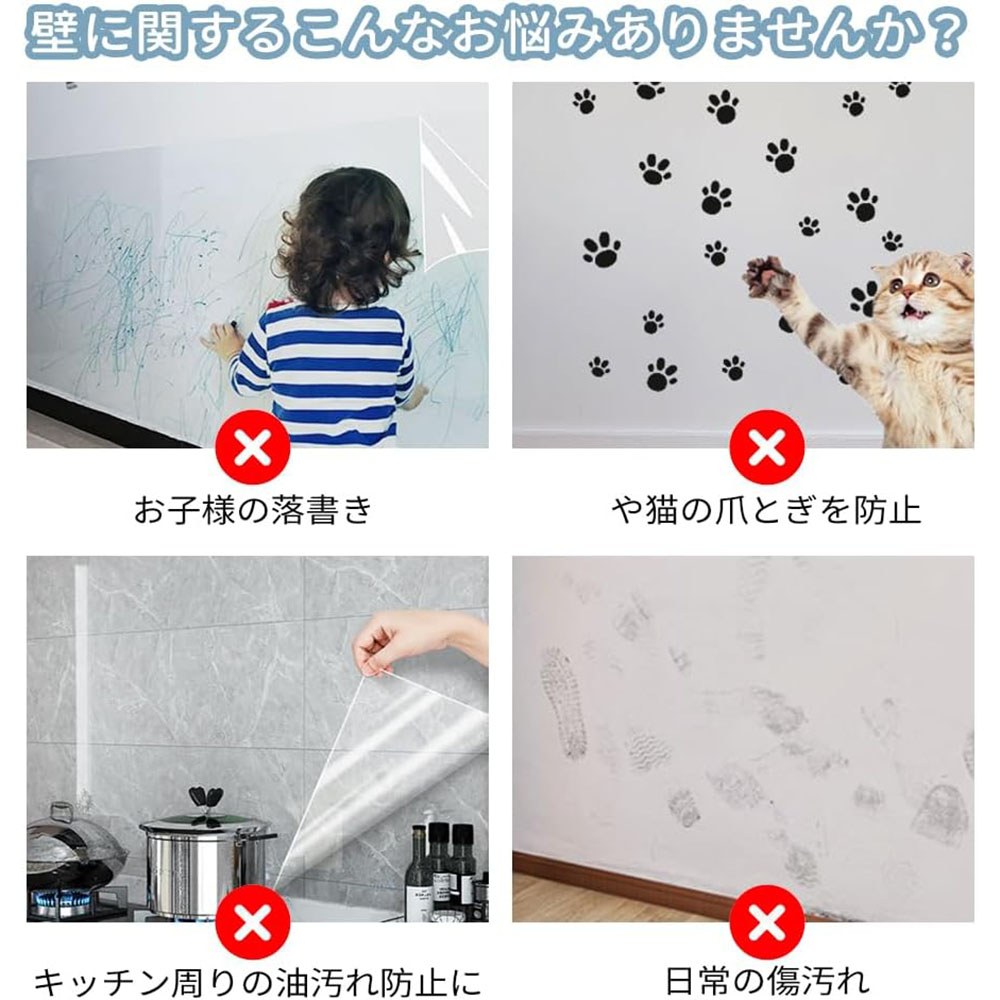 壁に関するこんなお悩みありませんか？
お子様の落書き
や猫の爪とぎを防止
キッチン周りの油汚れ防止に
日常の傷汚れ